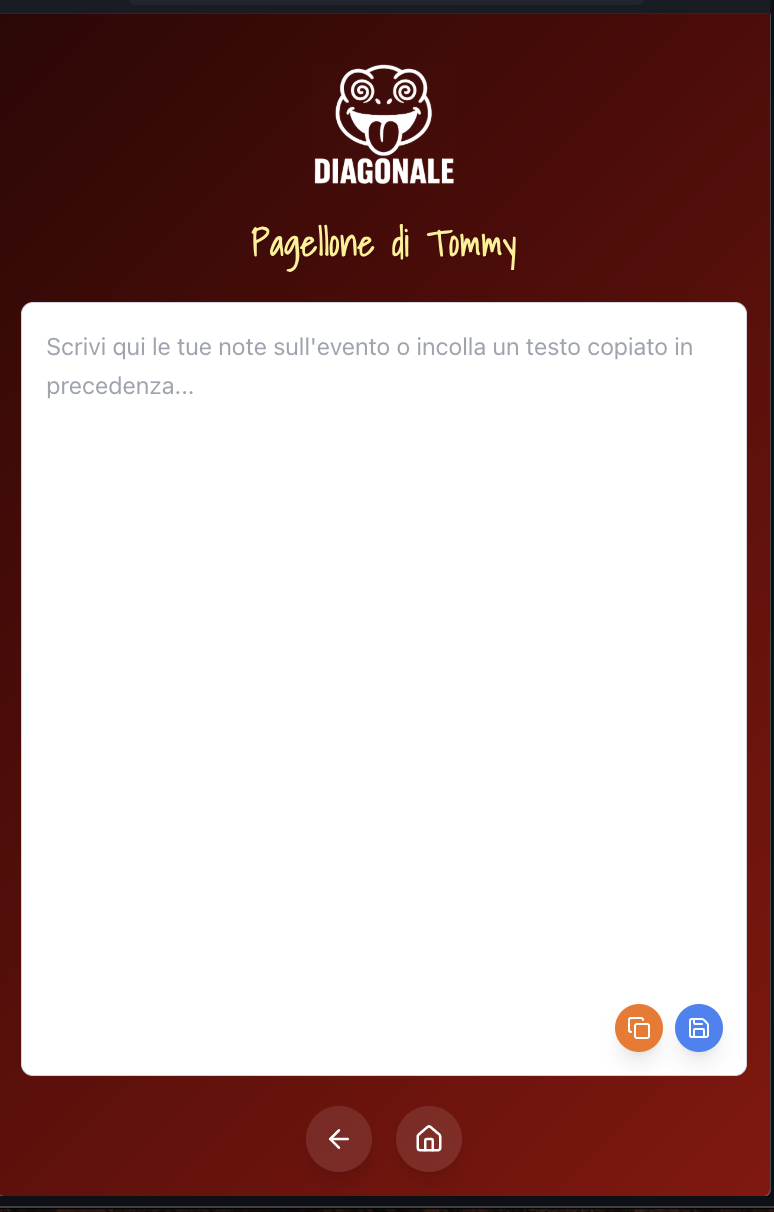 DIAGONALE
Pagellone di Tommy
Scrivi qui le tue note sull'evento o incolla un testo copiato in
precedenza...